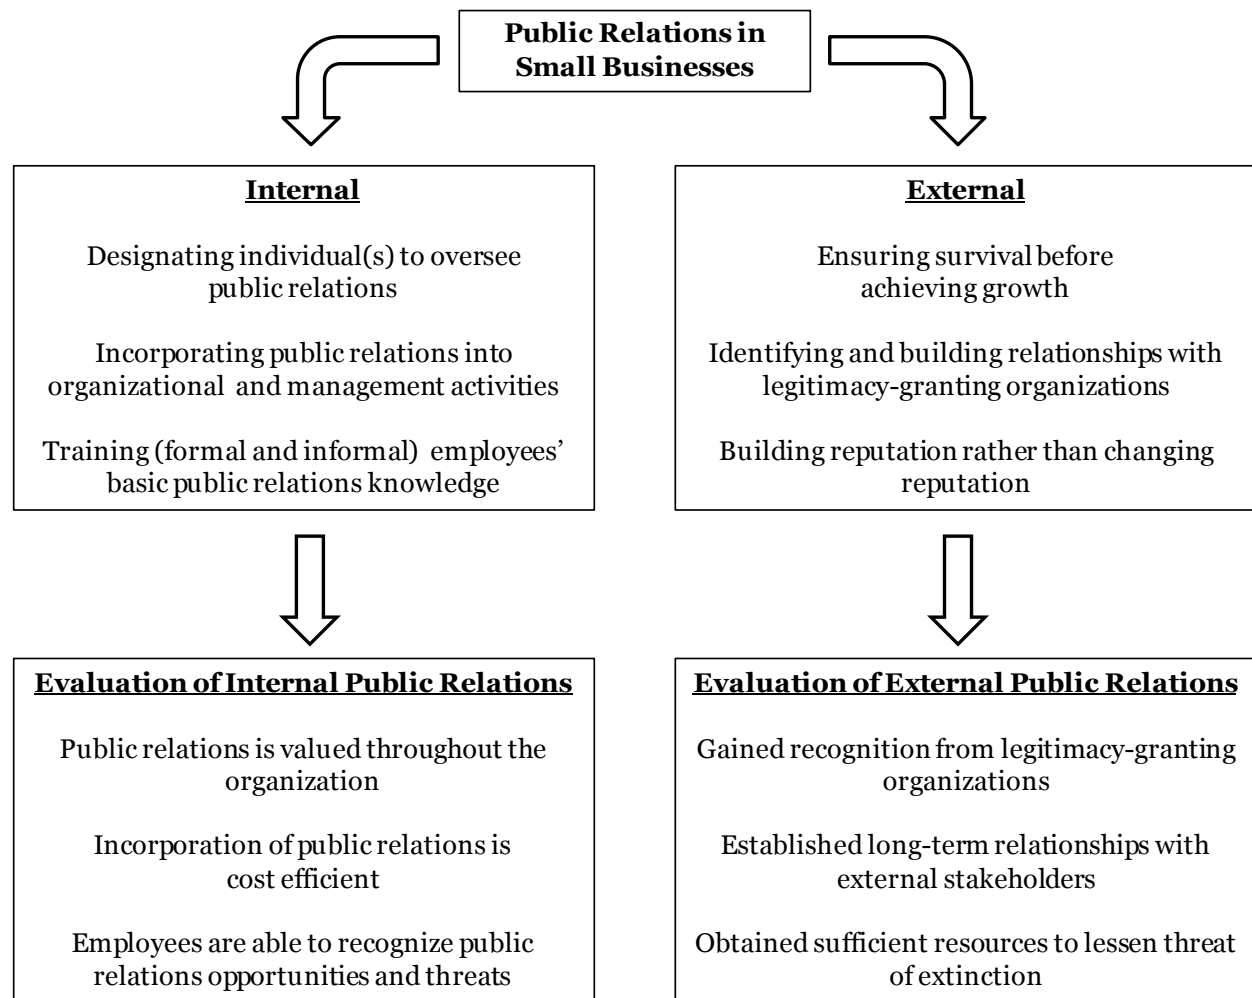 Public Relations in
Small Businesses
Internal
Designating individual(s) to oversee
public relations
Incorporating public relations into
organizational and management activities
Training (formal and informal) employees’
basic public relations knowledge
External
Ensuring survival before
achieving growth
Identifying and building relationships with
legitimacy-granting organizations
Building reputation rather than changing
reputation
Evaluation of Internal Public Relations
Public relations is valued throughout the
organization
Incorporation of public relations is
cost efficient
Employees are able to recognize public
relations opportunities and threats
Evaluation of External Public Relations
Gained recognition from legitimacy-granting
organizations
Established long-term relationships with
external stakeholders
Obtained sufficient resources to lessen threat
of extinction